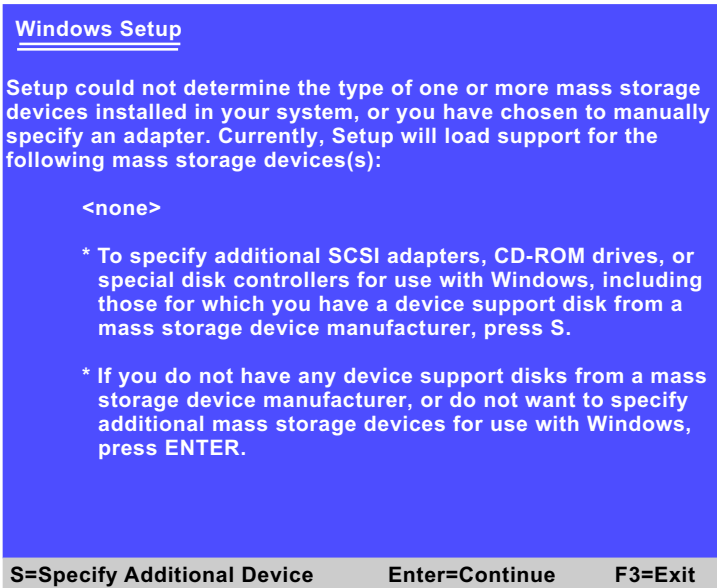 Windows Setup
Setup could not determine the type of one or more mass storage
devices installed in your system, or you have chosen to manually
specify an adapter. Currently, Setup will load support for the
following mass storage devices(s):
<none>
* To specify additional SCSI adapters, CD-ROM drives, or
special disk controllers for use with Windows, including
those for which you have a device support disk from a
mass storage device manufacturer, press S.
* If you do not have any device support disks from a mass
storage device manufacturer, or do not want to specify
additional mass storage devices for use with Windows,
press ENTER.
S=Specify Additional Device Enter=Continue F3=Exit